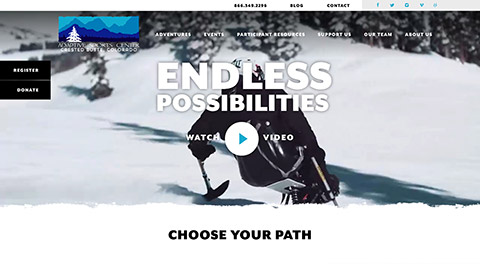 866.349.2296 BLOG CONTACT
ADAPTIVE SPORTS CENTER
CRESTED BUTTE, COLORADO
ADVENTURES EVENTS PARTICIPANT RESOURCES SUPPORT US OUR TEAM ABOUT US
REGISTER
DONATE
ENDLESS
POSSIBILITIES
WATCH VIDEO
CHOOSE YOUR PATH